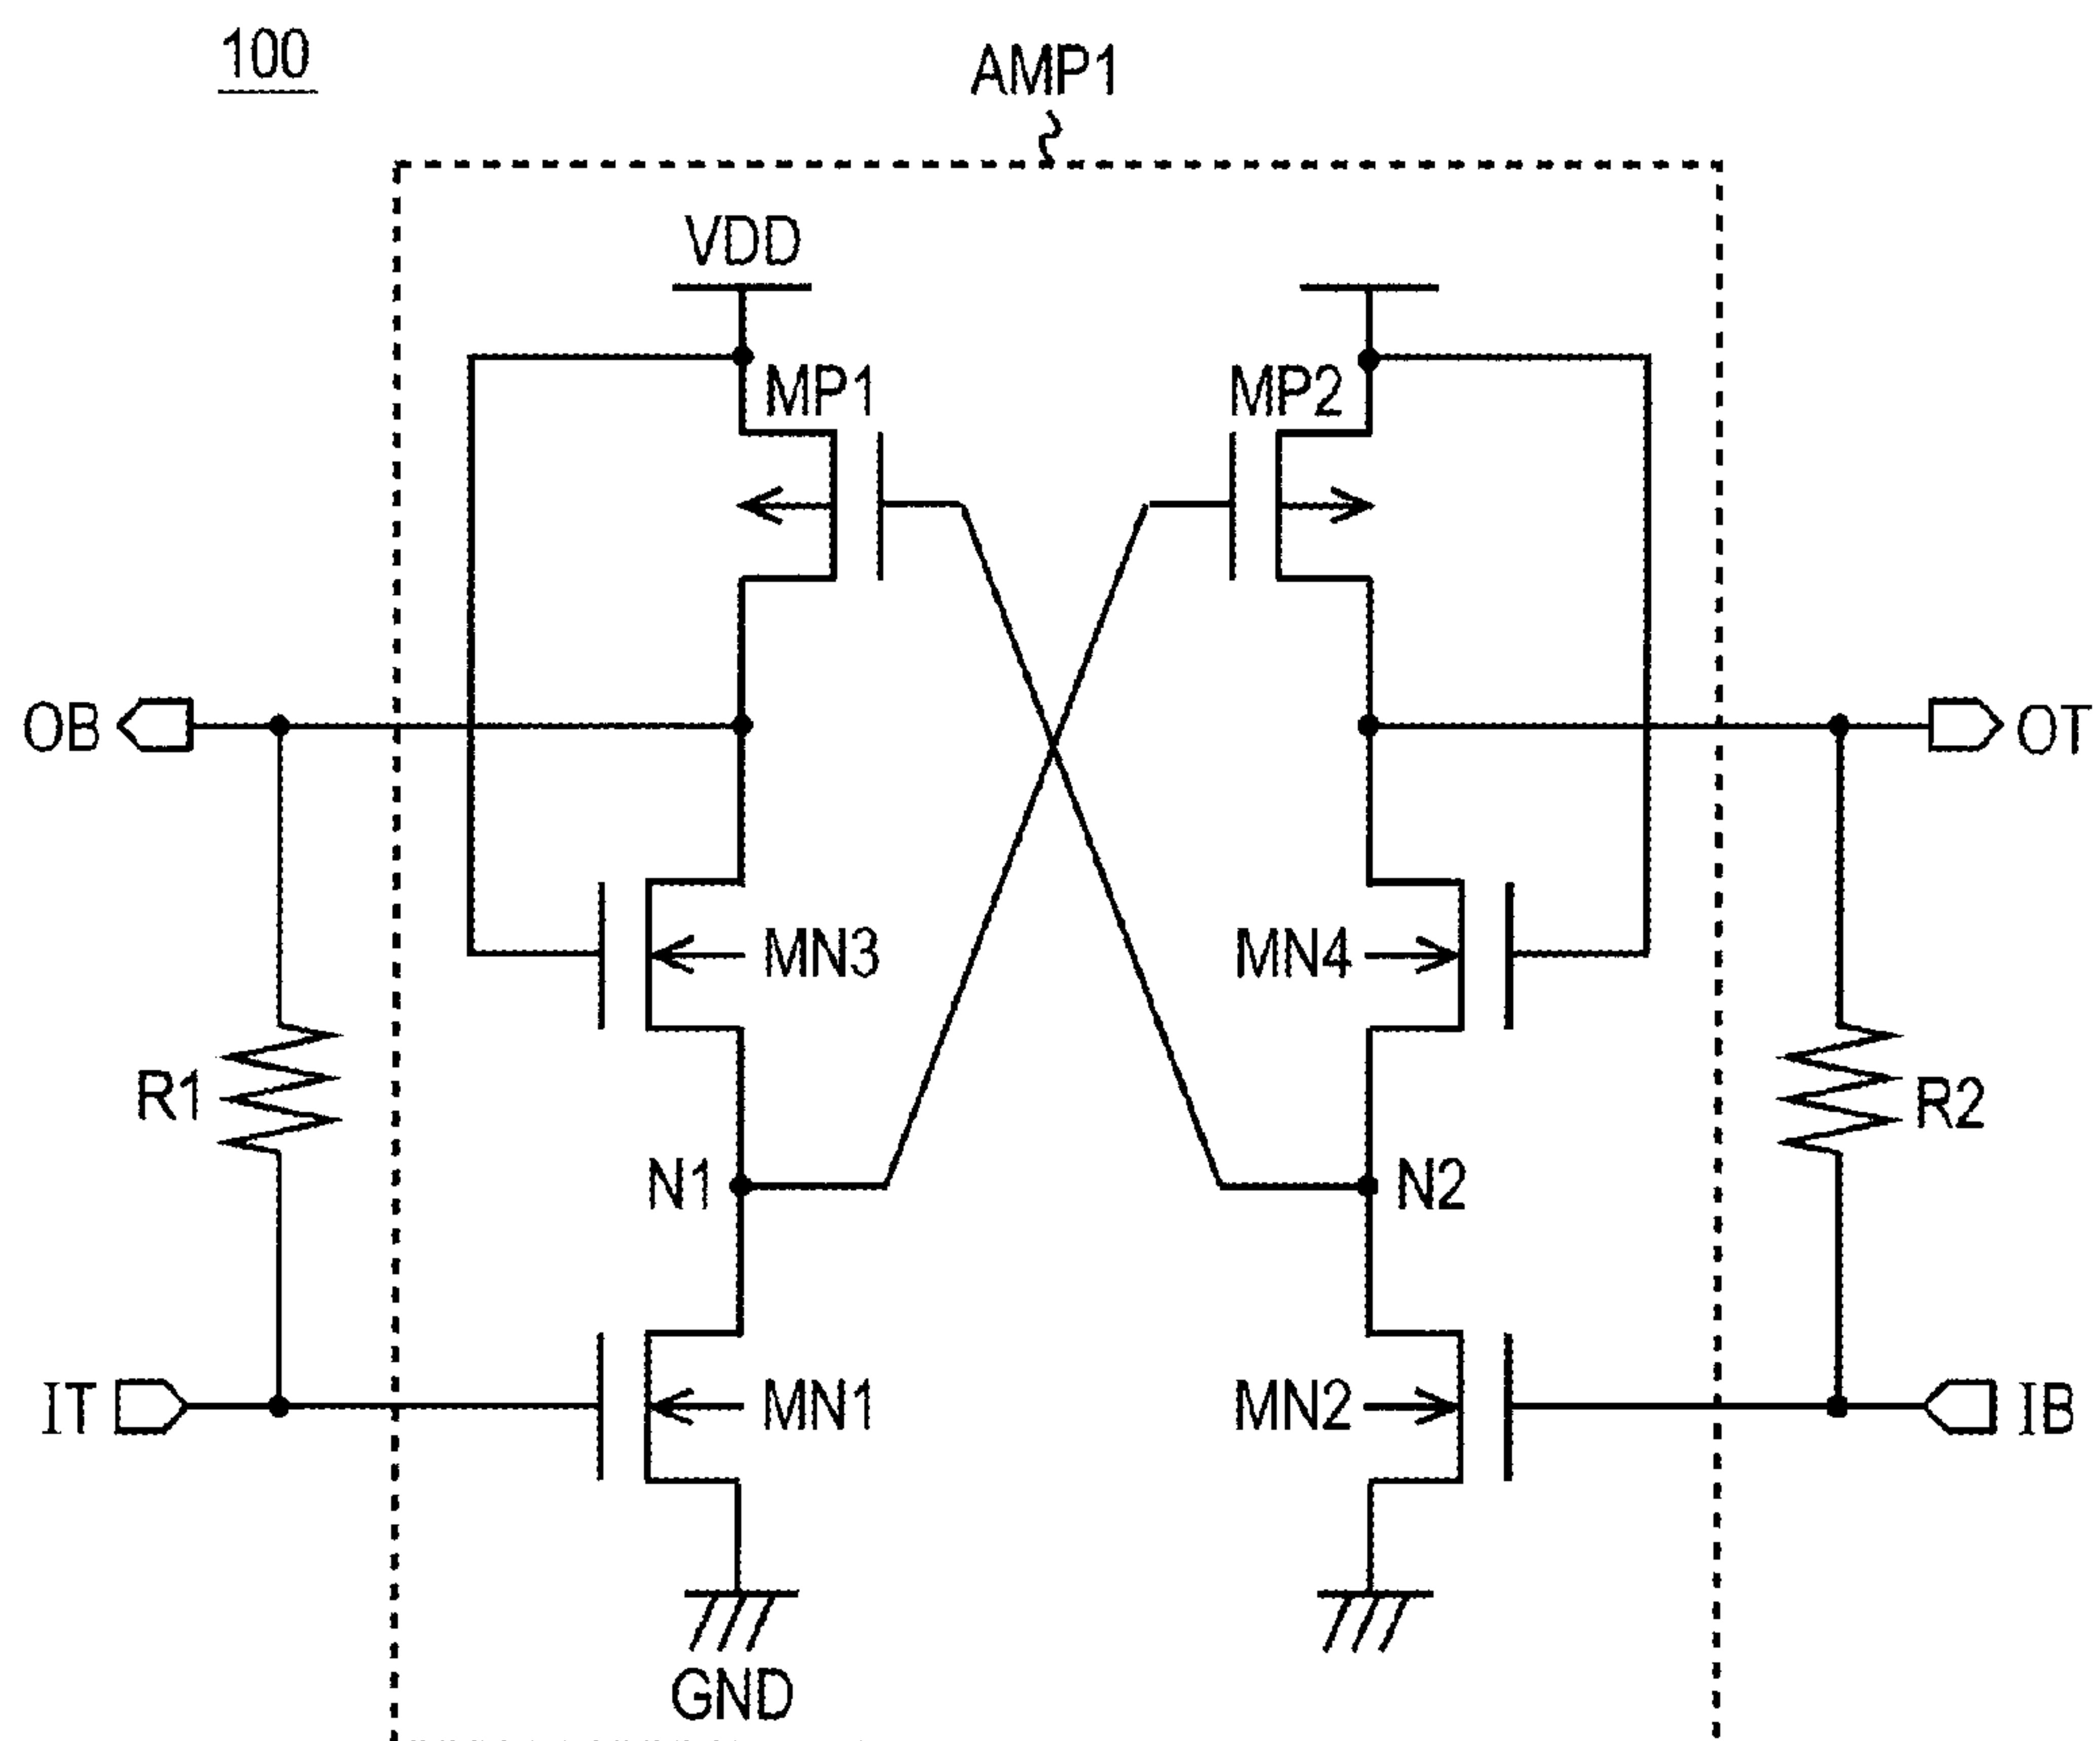 100
AMP1
VDD
MP1
MP2
OB
OT
MN3
MN4
R1
R2
N1
N2
IT
MN1
MN2
IB
GND